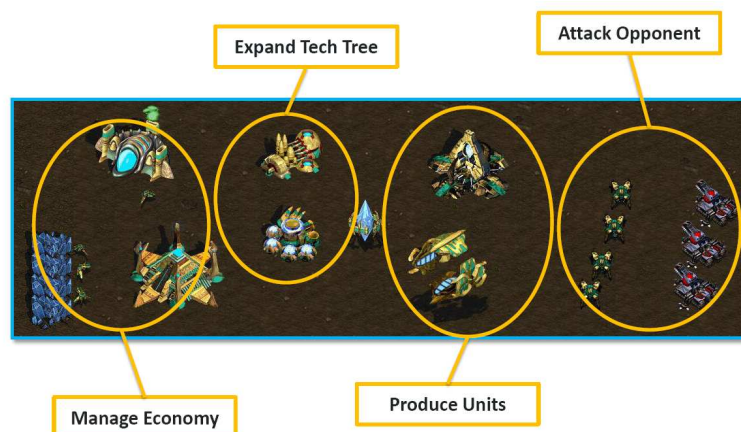 Expand Tech Tree
Attack Opponent
Manage Economy
Produce Units